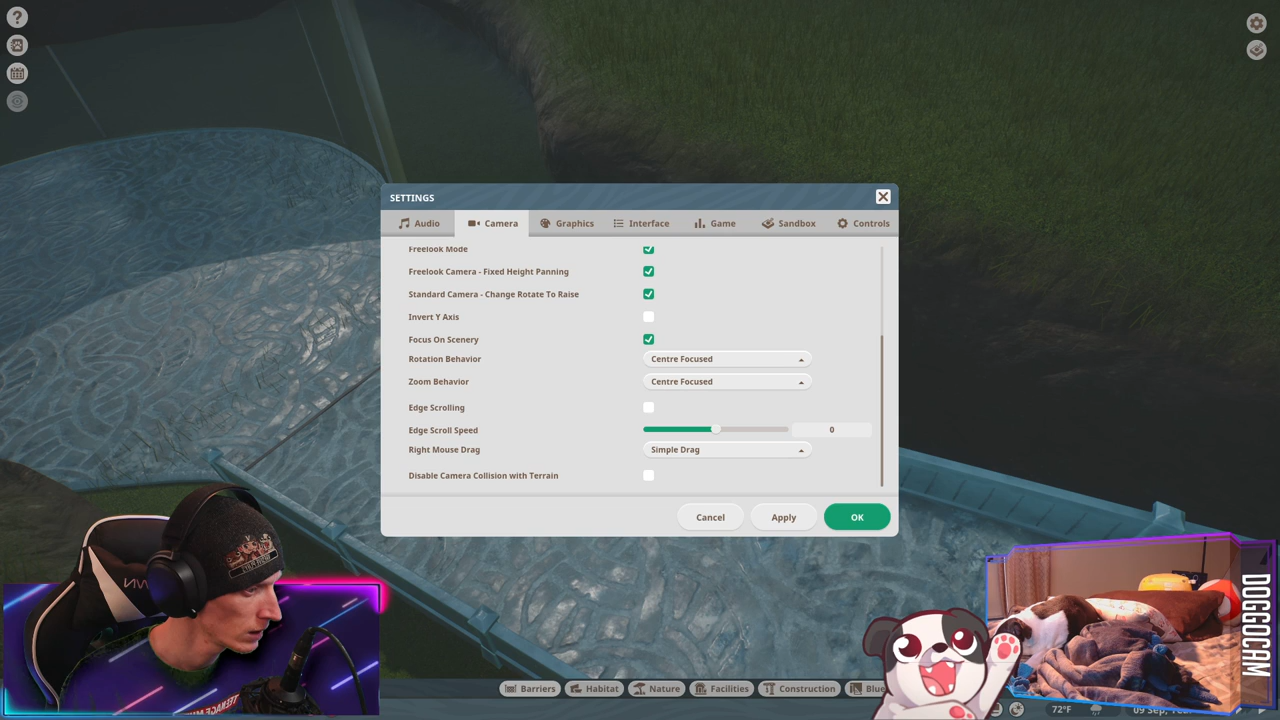 ?
SETTINGS
Audio
Camera
Graphics
Interface
Game
Sandbox
Controls
Freelook Mode
Freelook Camera - Fixed Height Panning
Standard Camera - Change Rotate To Raise
Invert Y Axis
Focus On Scenery
Rotation Behavior Centre Focused
Zoom Behavior Centre Focused
Edge Scrolling
Edge Scroll Speed 0
Right Mouse Drag Simple Drag
Disable Camera Collision with Terrain
Cancel
Apply
OK
DOGGOCAM
Barriers
Habitat
Nature
Facilities
Construction
Blue
72°F
09 Sep,